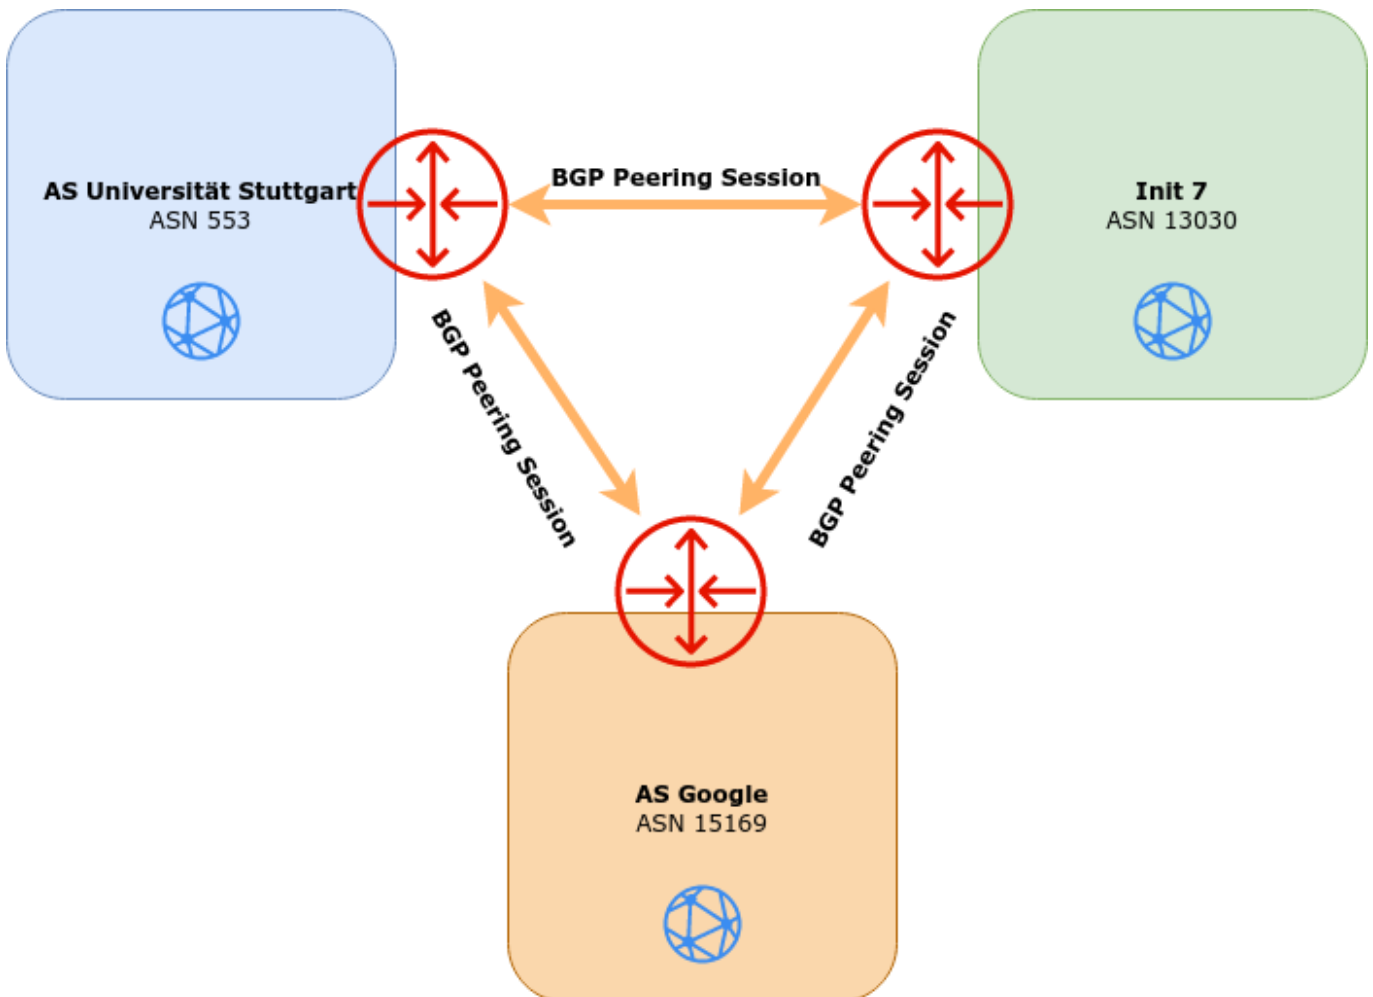 BGP Peering Session
AS Universität Stuttgart
ASN 553
Init 7
ASN 13030
BGP Peering Session
BGP Peering Session
AS Google
ASN 15169